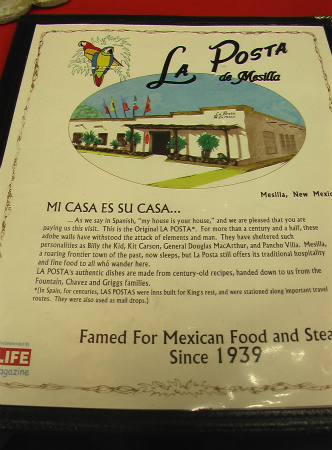 La Posta
de Mesilla
La Posta
Mesilla, New Mexic
MI CASA ES SU CASA...
... As we say in Spanish, "my house is your house," and we are pleased that you are
paying us this visit. This is the Original LA POSTA*. For more than a century and a half, these
adobe walls have withstood the attack of elements and man. They have sheltered such
personalities as Billy the Kid, Kit Carson, General Douglas MacArthur, and Pancho Villa. Mesilla,
a roaring frontier town of the past, now sleeps, but La Posta still offers its traditional hospitality
and fine food to all who wander here.
LA POSTA's authentic dishes are made from century-old recipes, handed down to us from the
Fountain, Chavez and Griggs families.
*(In Spain, for centuries, LAS POSTAS were inns built for King's rest, and were stationed along important travel
routes. They were also used as mail drops.)
Famed For Mexican Food and Stea
Since 1939
LIFE
agazine